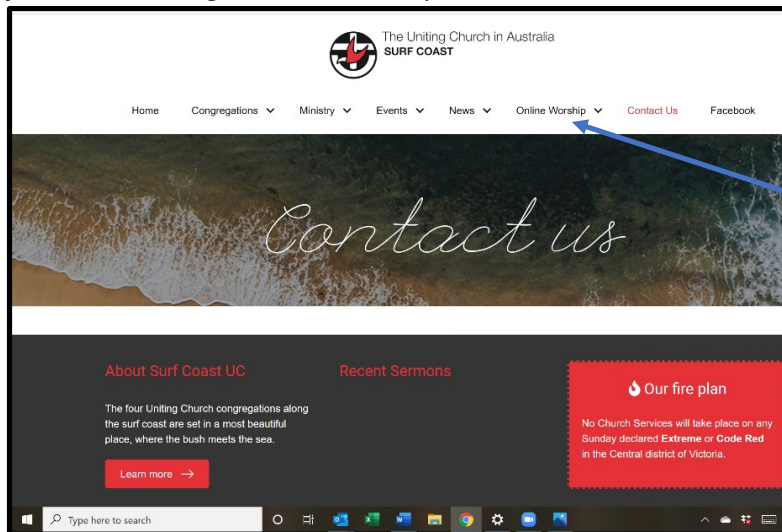 The Uniting Church in Australia
SURF COAST
Home Congregations Ministry Events News Online Worship Contact Us Facebook
Contact us
About Surf Coast UC
The four Uniting Church congregations along
the surf coast are set in a most beautiful
place, where the bush meets the sea.
Learn more →
Recent Sermons
Our fire plan
No Church Services will take place on any
Sunday declared Extreme or Code Red
in the Central district of Victoria.
Type here to search